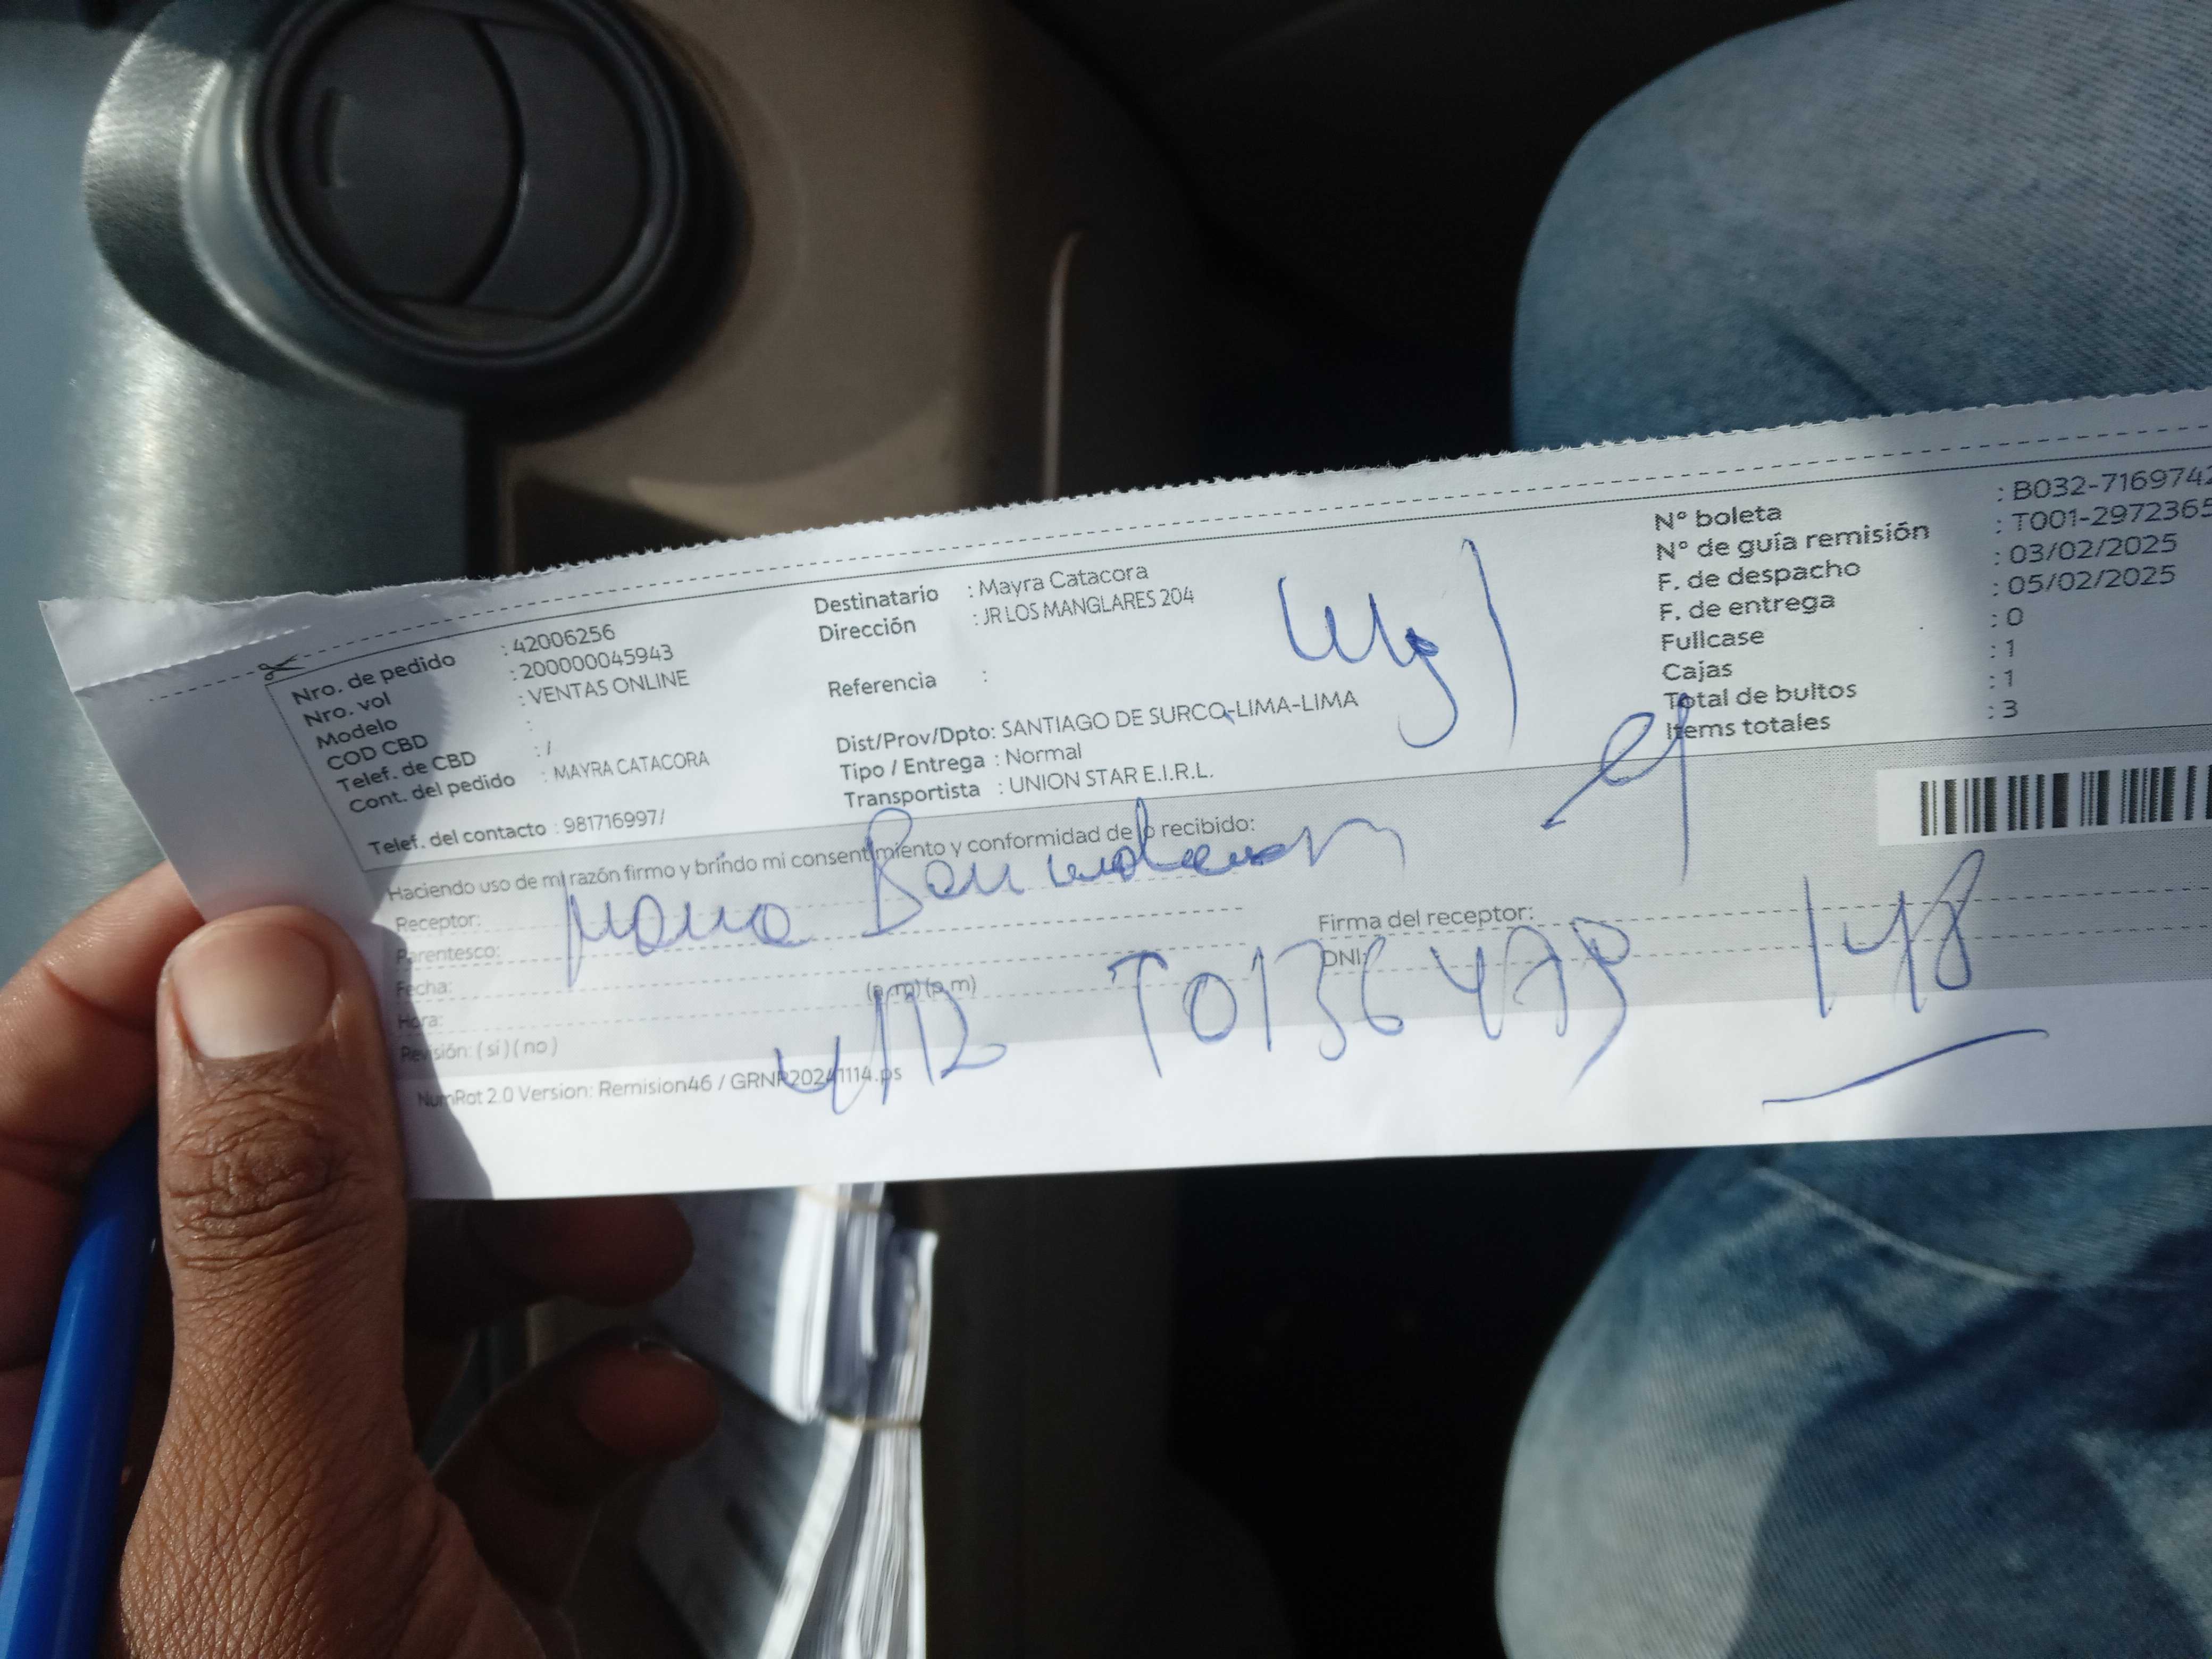 Nro. de pedido : 42006256
Nro. vol : 200000045943
Modelo : VENTAS ONLINE
COD CBD :
Telef. de CBD : /
Cont. del pedido : MAYRA CATACORA
Telef. del contacto : 981716997/
Destinatario : Mayra Catacora
Dirección : JR LOS MANGLARES 204
Referencia :
Dist/Prov/Dpto: SANTIAGO DE SURCO-LIMA-LIMA
Tipo / Entrega : Normal
Transportista : UNION STAR E.I.R.L.
N° boleta : B032-7169742
N° de guía remisión : T001-2972365
F. de despacho : 03/02/2025
F. de entrega : 05/02/2025
Fullcase : 0
Cajas : 1
Total de bultos : 1
Items totales : 3
Haciendo uso de mi razón firmo y brindo mi consentimiento y conformidad de lo recibido:
Receptor:
Parentesco:
Fecha:
Hora: (a.m)(p.m)
Revisión: (si)(no)
Firma del receptor:
DNI:
148
NumRot 2.0 Version: Remision46 / GRNP20241114.ps